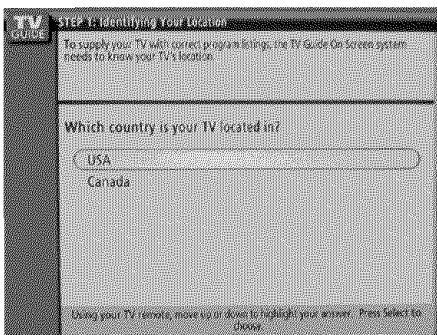 TV
GUIDE
STEP 1: Identifying Your Location
To supply your TV with correct program listings, the TV Guide On Screen system
needs to know your TV's location.
Which country is your TV located in?
USA
Canada
Using your TV remote, move up or down to highlight your answer. Press Select to
choose.